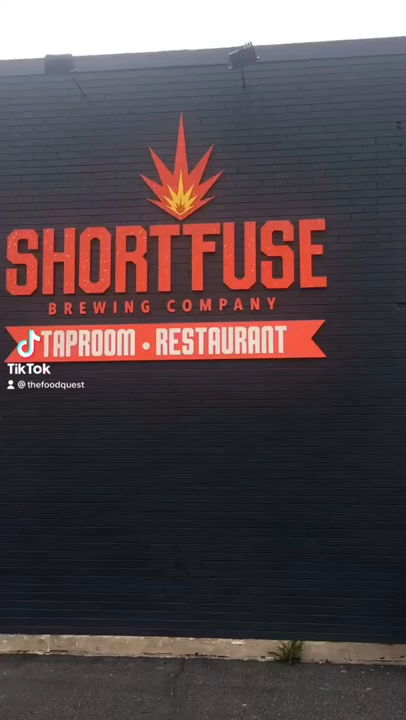 SHORTFUSE
BREWING COMPANY
TAPROOM • RESTAURANT
TikTok
@thefoodquest